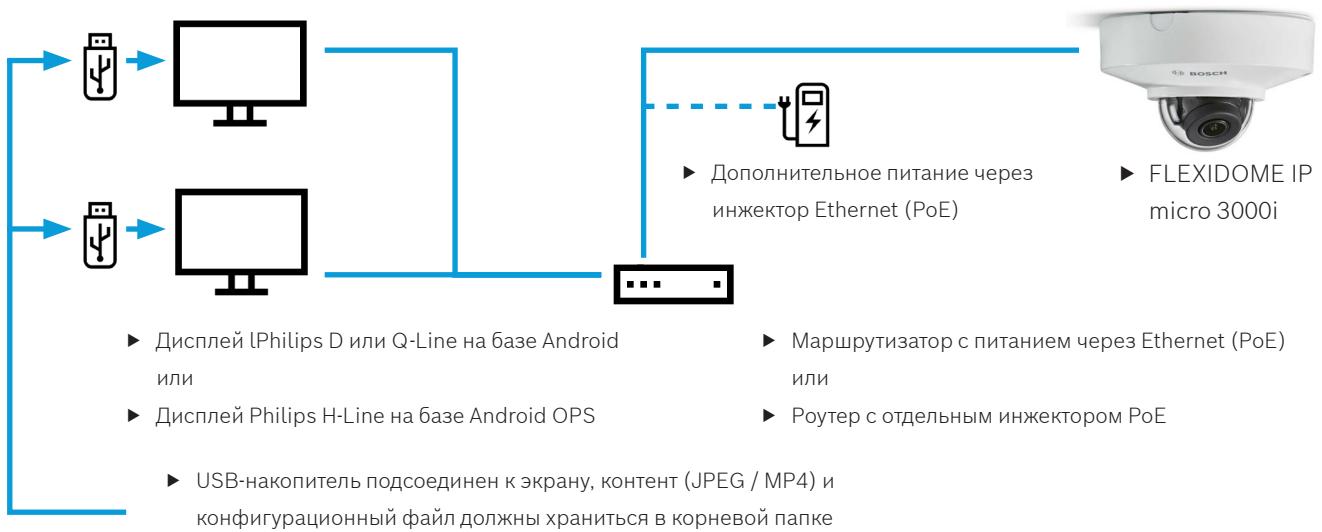 BOSCH
► Дополнительное питание через
инжектор Ethernet (PoE)
► FLEXIDOME IP
micro 3000i
► Дисплей lPhilips D или Q-Line на базе Android
или
► Дисплей Philips H-Line на базе Android OPS
► Маршрутизатор с питанием через Ethernet (PoE)
или
► Роутер с отдельным инжектором PoE
► USB-накопитель подсоединен к экрану, контент (JPEG / MP4) и
конфигурационный файл должны храниться в корневой папке